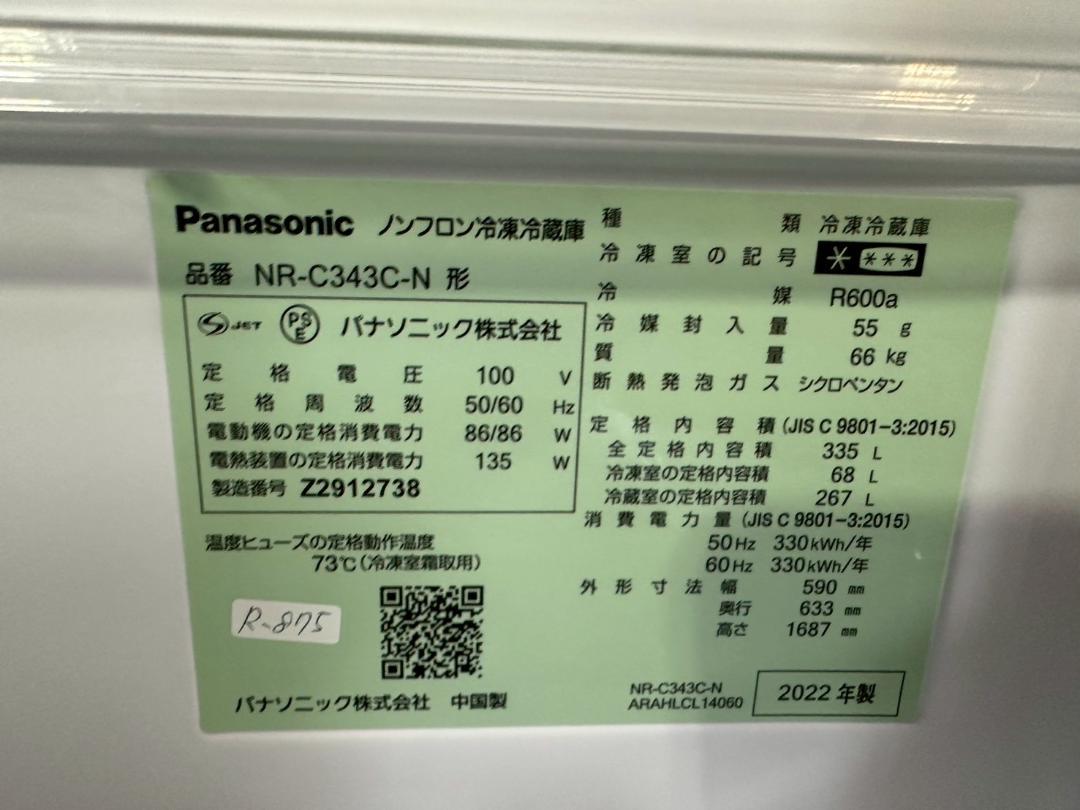 Panasonic ノンフロン冷凍冷蔵庫
品番 NR-C343C-N 形
S JET PSE パナソニック株式会社
定格電圧 100 V
定格周波数 50/60 Hz
電動機の定格消費電力 86/86 W
電熱装置の定格消費電力 135 W
製造番号 Z2912738
温度ヒューズの定格動作温度
73℃(冷凍室霜取用)
R-875
パナソニック株式会社 中国製
種類 冷凍冷蔵庫
冷凍室の記号 * ***
冷媒 R600a
冷媒封入量 55 g
質量 66 kg
断熱発泡ガス シクロペンタン
定格内容積 (JIS C 9801-3:2015)
全定格内容積 335 L
冷凍室の定格内容積 68 L
冷蔵室の定格内容積 267 L
消費電力量 (JIS C 9801-3:2015)
50Hz 330kWh/年
60Hz 330kWh/年
外形寸法 幅 590 mm
奥行 633 mm
高さ 1687 mm
NR-C343C-N
ARAHLCL14060
2022年製